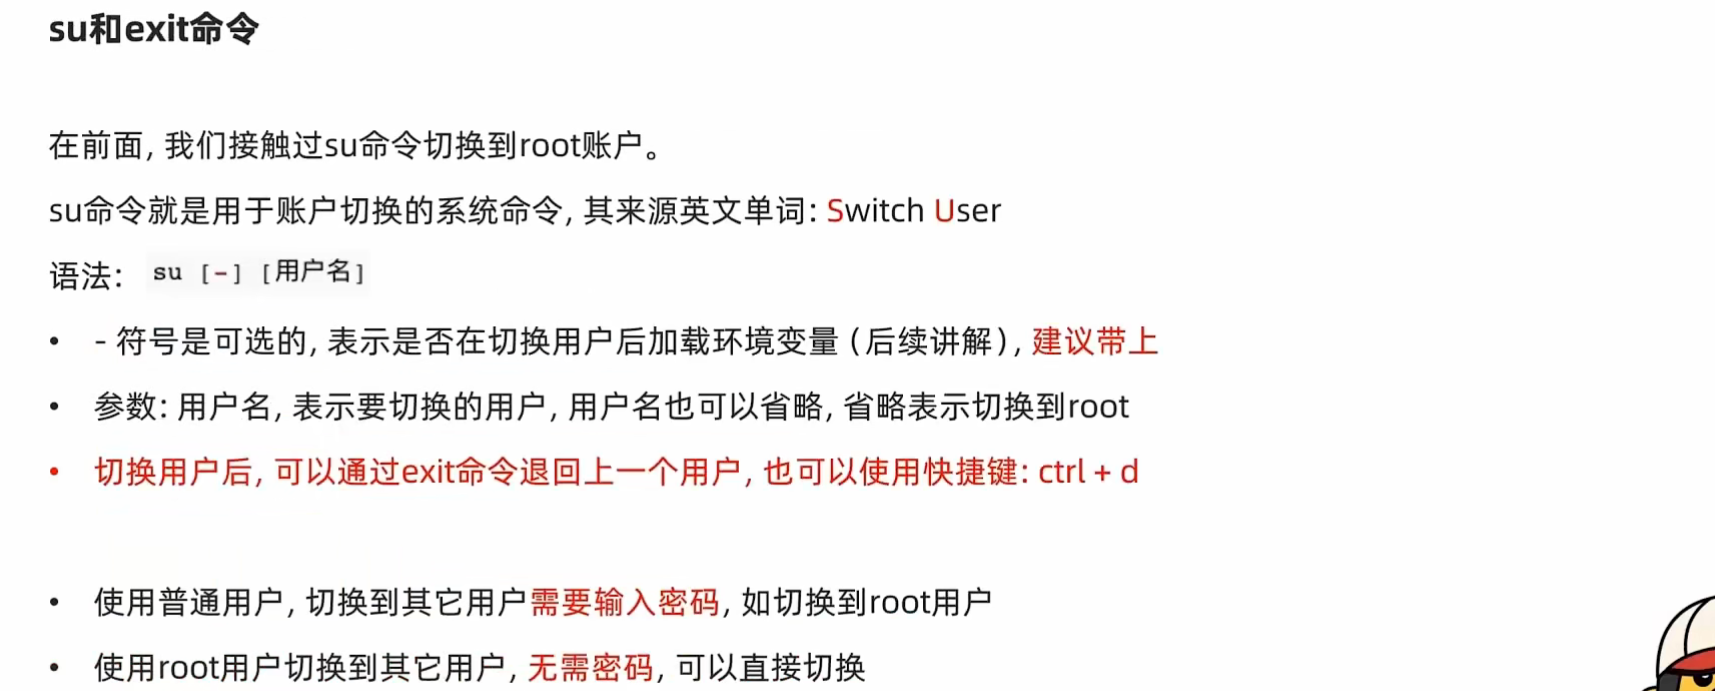 su和exit命令
在前面, 我们接触过su命令切换到root账户。
su命令就是用于账户切换的系统命令, 其来源英文单词: Switch User
语法: su [-] [用户名]
• - 符号是可选的, 表示是否在切换用户后加载环境变量 (后续讲解), 建议带上
• 参数: 用户名, 表示要切换的用户, 用户名也可以省略, 省略表示切换到root
• 切换用户后, 可以通过exit命令退回上一个用户, 也可以使用快捷键: ctrl + d
• 使用普通用户, 切换到其它用户需要输入密码, 如切换到root用户
• 使用root用户切换到其它用户, 无需密码, 可以直接切换